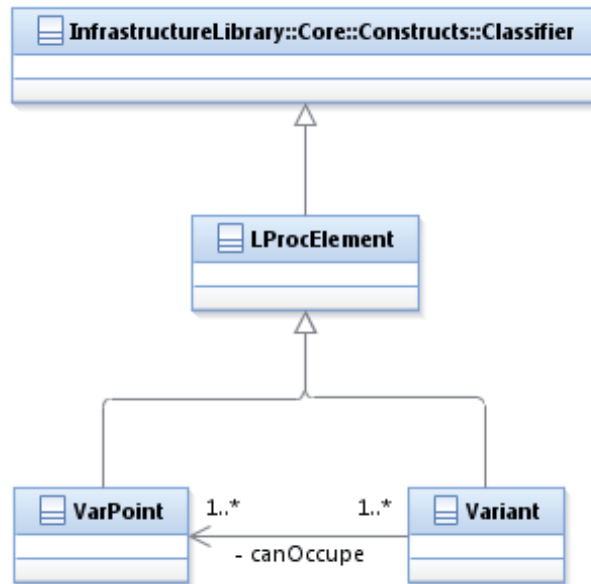 InfrastructureLibrary::Core::Constructs::Classifier
LProcElement
VarPoint
1..*
1..*
Variant
- canOccupe